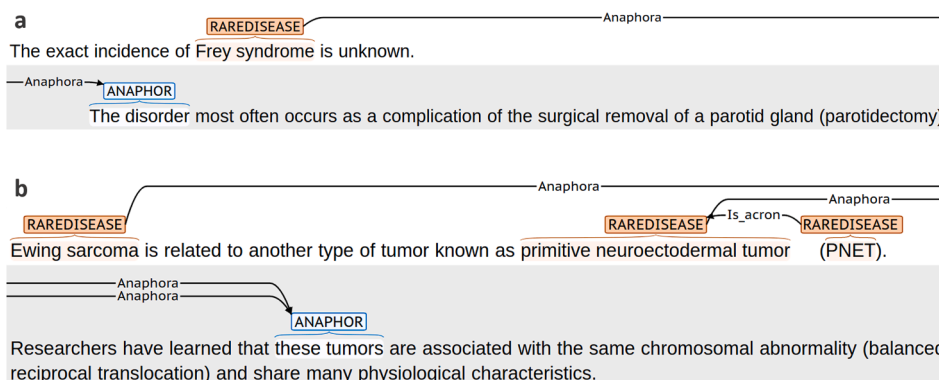 a
RAREDISEASE Anaphora
The exact incidence of Frey syndrome is unknown.
Anaphora ANAPHOR
The disorder most often occurs as a complication of the surgical removal of a parotid gland (parotidectomy)
b
Anaphora
Anaphora
RAREDISEASE RAREDISEASE Is_acron RAREDISEASE
Ewing sarcoma is related to another type of tumor known as primitive neuroectodermal tumor (PNET).
Anaphora
Anaphora
ANAPHOR
Researchers have learned that these tumors are associated with the same chromosomal abnormality (balanced
reciprocal translocation) and share many physiological characteristics.